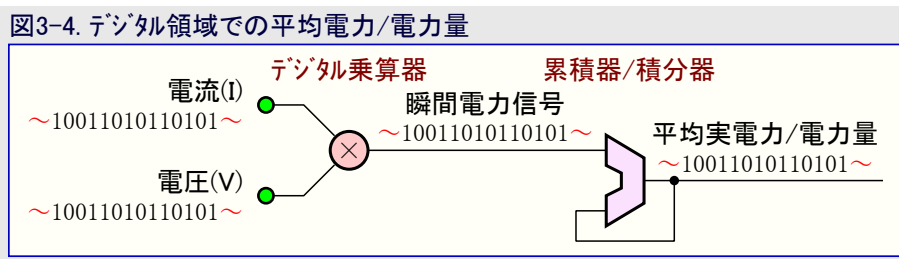 図3-4. ﾃﾞｼﾞﾀﾙ領域での平均電力/電力量
ﾃﾞｼﾞﾀﾙ乗算器
累積器/積分器
電流(I)
～10011010110101～
瞬間電力信号
～10011010110101～
平均実電力/電力量
～10011010110101～
×
電圧(V)
～10011010110101～